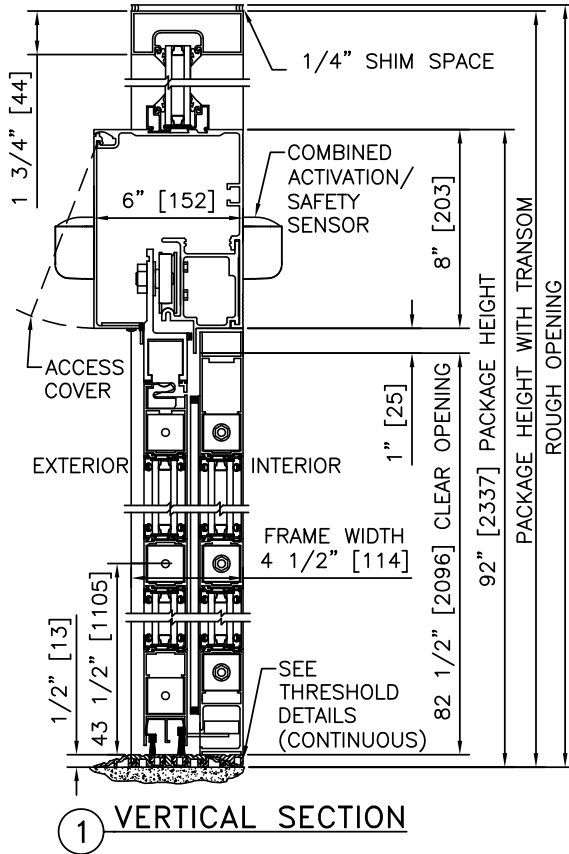 1/4" SHIM SPACE
1 3/4" [44]
COMBINED
ACTIVATION/
SAFETY
SENSOR
6" [152]
8" [203]
ACCESS
COVER
1" [25]
EXTERIOR
INTERIOR
FRAME WIDTH
4 1/2" [114]
82 1/2" [2096] CLEAR OPENING
92" [2337] PACKAGE HEIGHT
PACKAGE HEIGHT WITH TRANSOM
ROUGH OPENING
1/2" [13]
43 1/2" [1105]
SEE
THRESHOLD
DETAILS
(CONTINUOUS)
1 VERTICAL SECTION